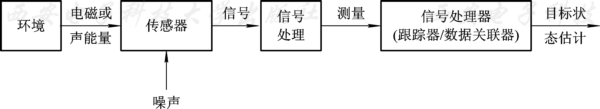 环境
电磁或
声能量
传感器
信号
信号
处理
测量
信号处理器
(跟踪器/数据关联器)
目标状
态估计
噪声